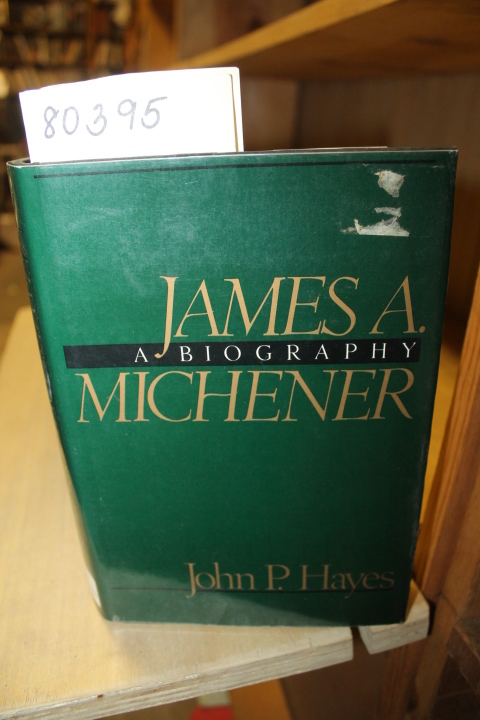 80395
JAMES A.
A BIOGRAPHY
MICHENER
John P. Hayes